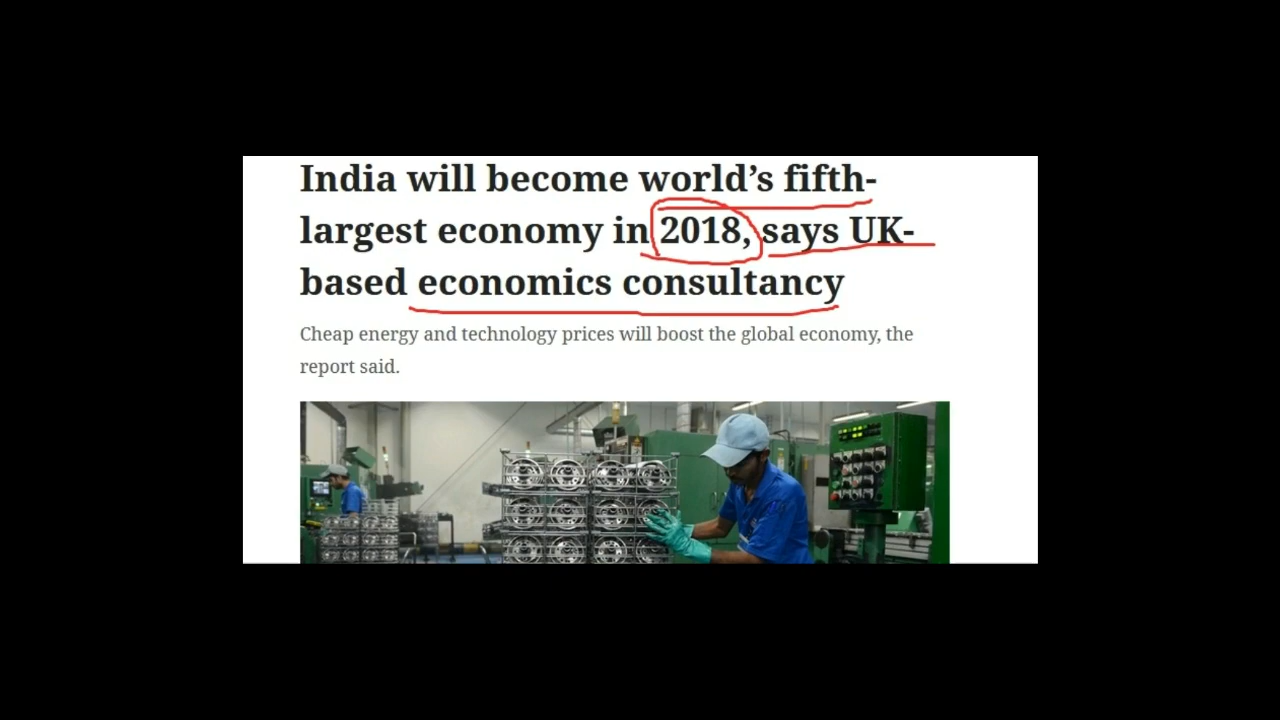 India will become world’s fifth-
largest economy in 2018, says UK-
based economics consultancy
Cheap energy and technology prices will boost the global economy, the
report said.